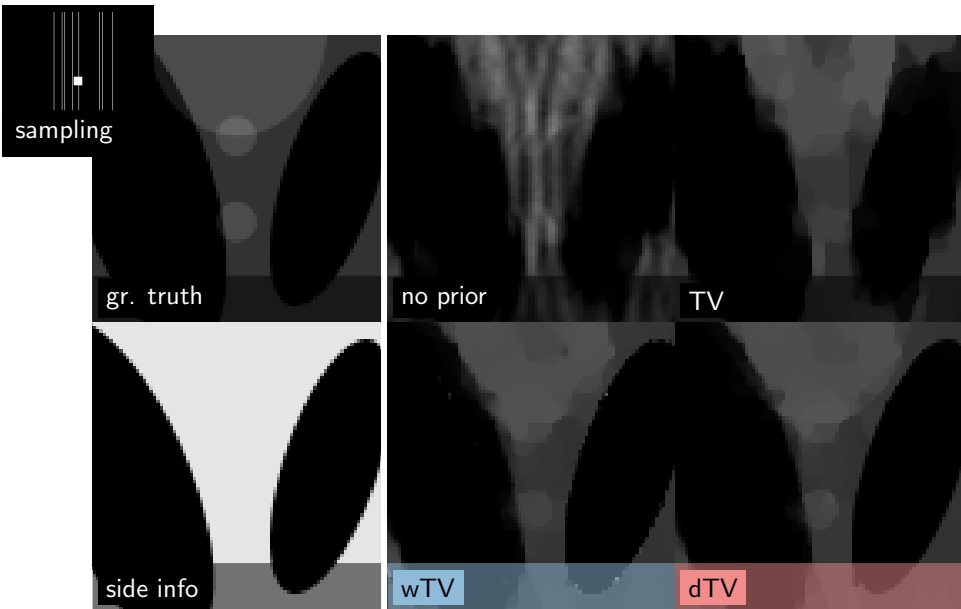 sampling
gr. truth
no prior
TV
side info
wTV
dTV